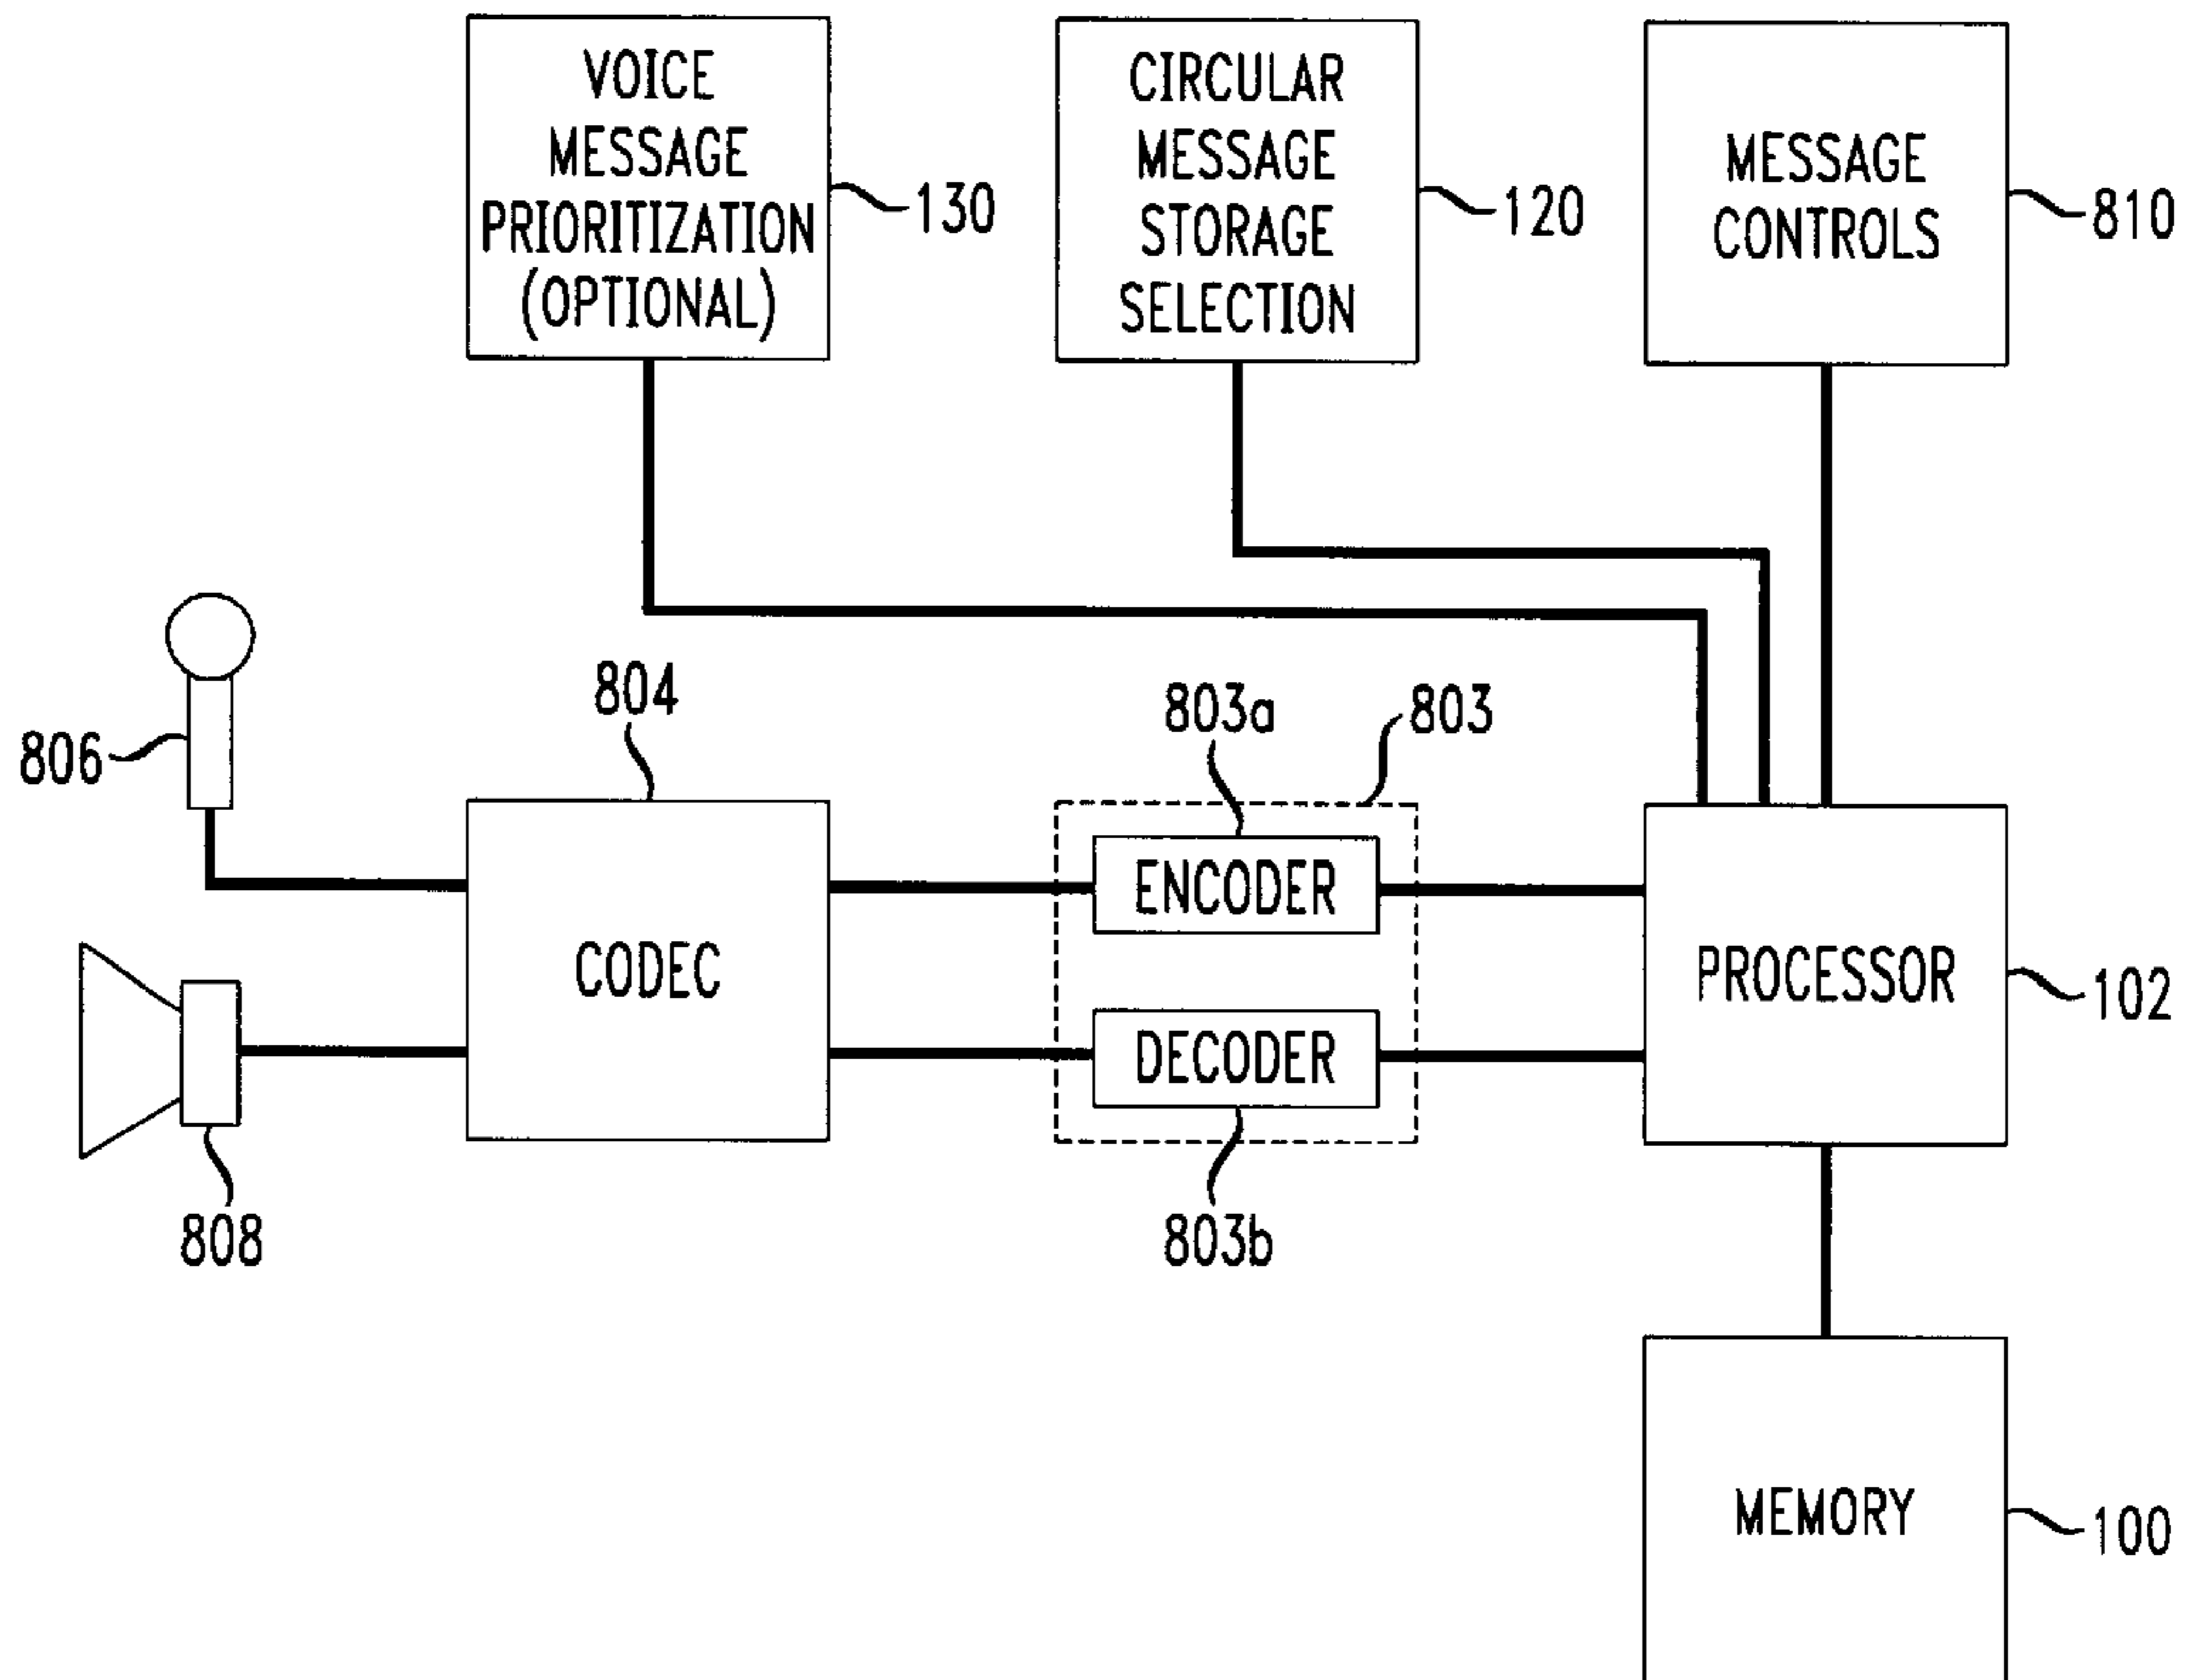 VOICE
MESSAGE
PRIORITIZATION
(OPTIONAL)
130
CIRCULAR
MESSAGE
STORAGE
SELECTION
120
MESSAGE
CONTROLS
810
806
804
803a
803
CODEC
ENCODER
DECODER
PROCESSOR
102
808
803b
MEMORY
100